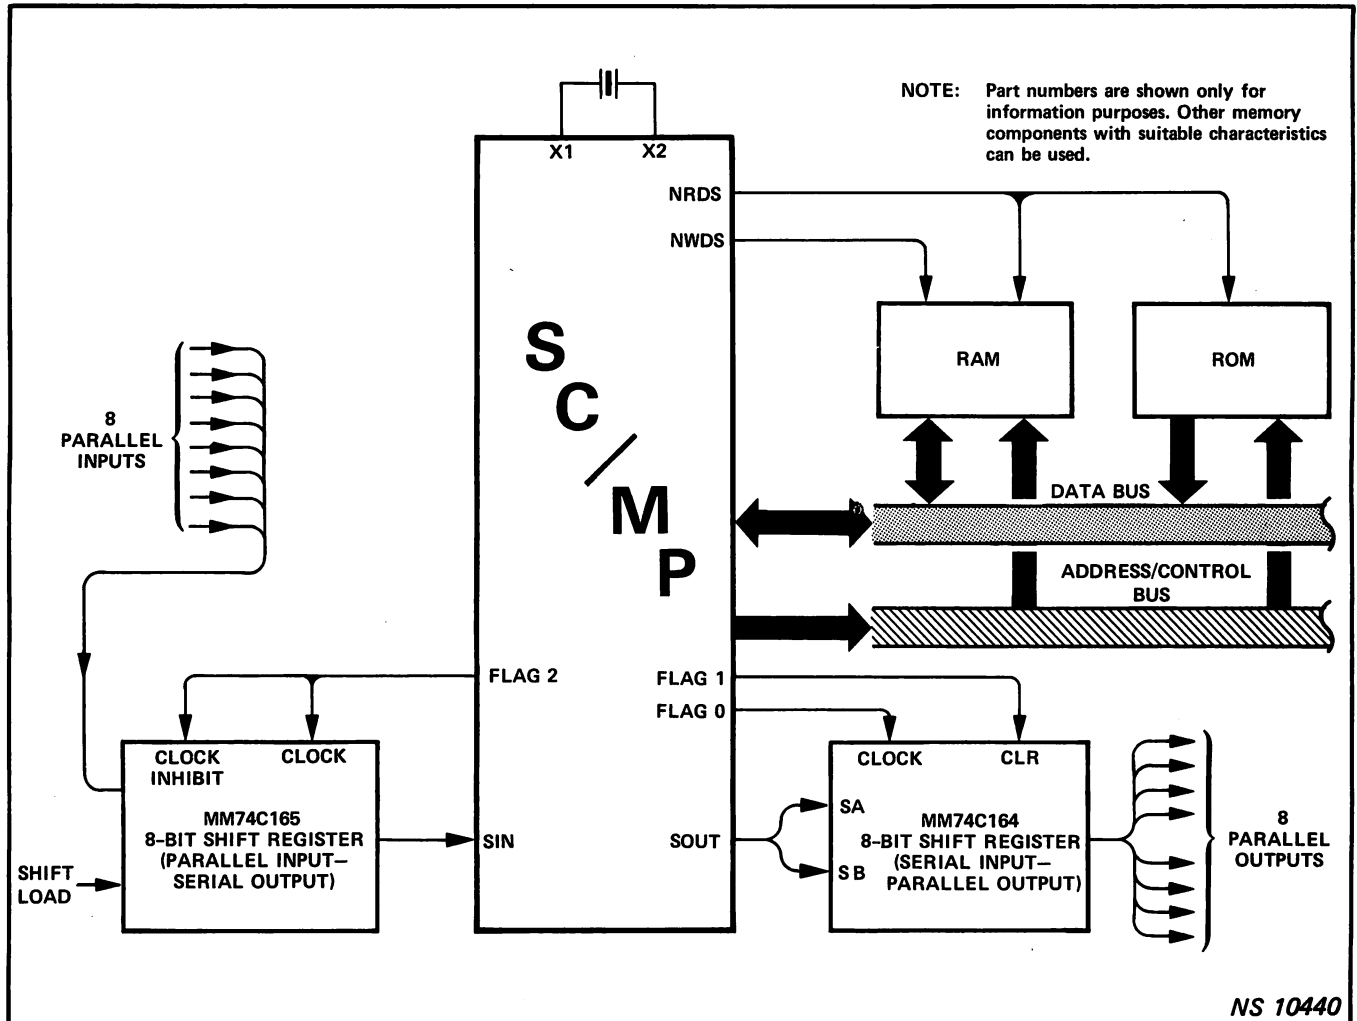 NOTE: Part numbers are shown only for
information purposes. Other memory
components with suitable characteristics
can be used.
X1 X2
NRDS
NWDS
RAM
ROM
S
C
/
M
P
8
PARALLEL
INPUTS
DATA BUS
ADDRESS/CONTROL
BUS
FLAG 2
FLAG 1
FLAG 0
CLOCK
INHIBIT
CLOCK
MM74C165
8-BIT SHIFT REGISTER
(PARALLEL INPUT—
SERIAL OUTPUT)
SHIFT
LOAD
SIN
SOUT
CLOCK
CLR
SA
SB
MM74C164
8-BIT SHIFT REGISTER
(SERIAL INPUT—
PARALLEL OUTPUT)
8
PARALLEL
OUTPUTS
NS 10440